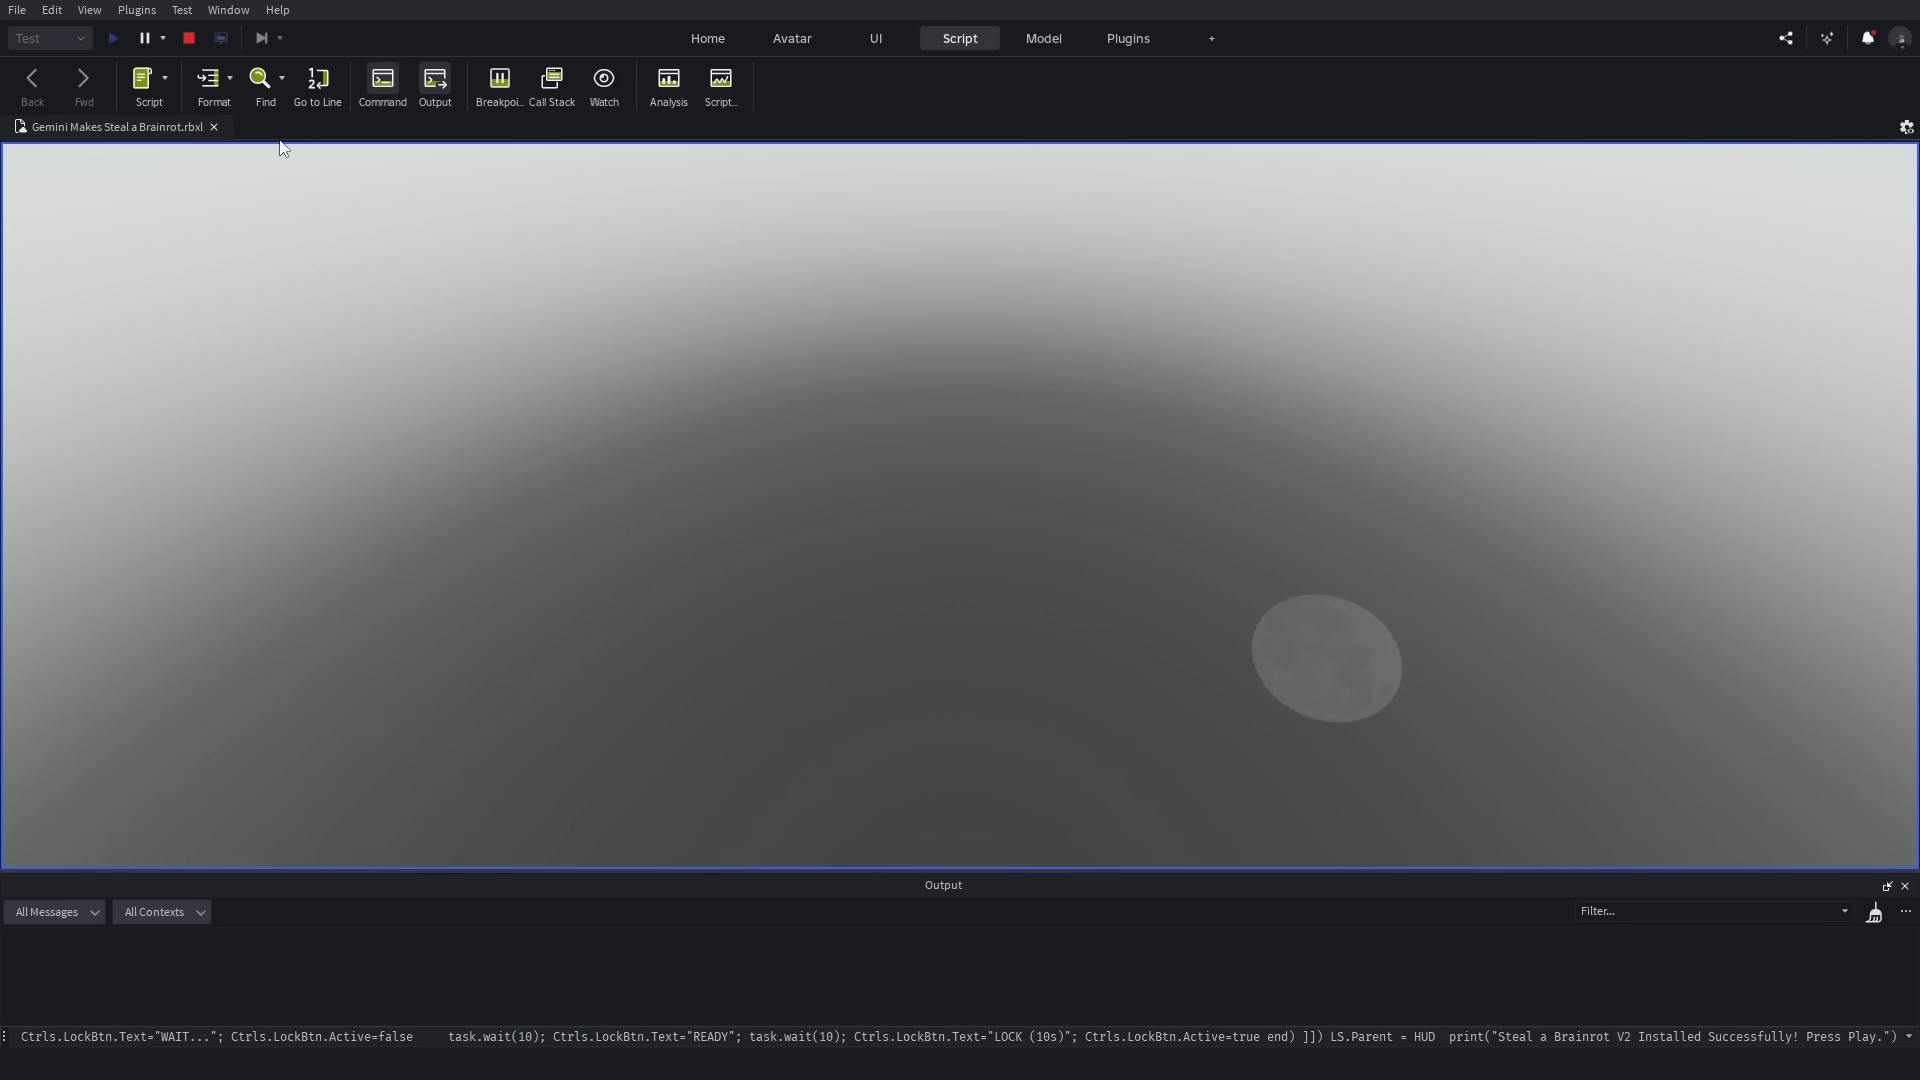 File Edit View Plugins Test Window Help
Test Home Avatar UI Script Model Plugins +
Back Fwd Script Format Find Go to Line Command Output Breakpoi... Call Stack Watch Analysis Script...
Gemini Makes Steal a Brainrot.rbxl
Output
All Messages All Contexts Filter...
Ctrls.LockBtn.Text="WAIT..."; Ctrls.LockBtn.Active=false task.wait(10); Ctrls.LockBtn.Text="READY"; task.wait(10); Ctrls.LockBtn.Text="LOCK (10s)"; Ctrls.LockBtn.Active=true end) ]]) LS.Parent = HUD print("Steal a Brainrot V2 Installed Successfully! Press Play.")